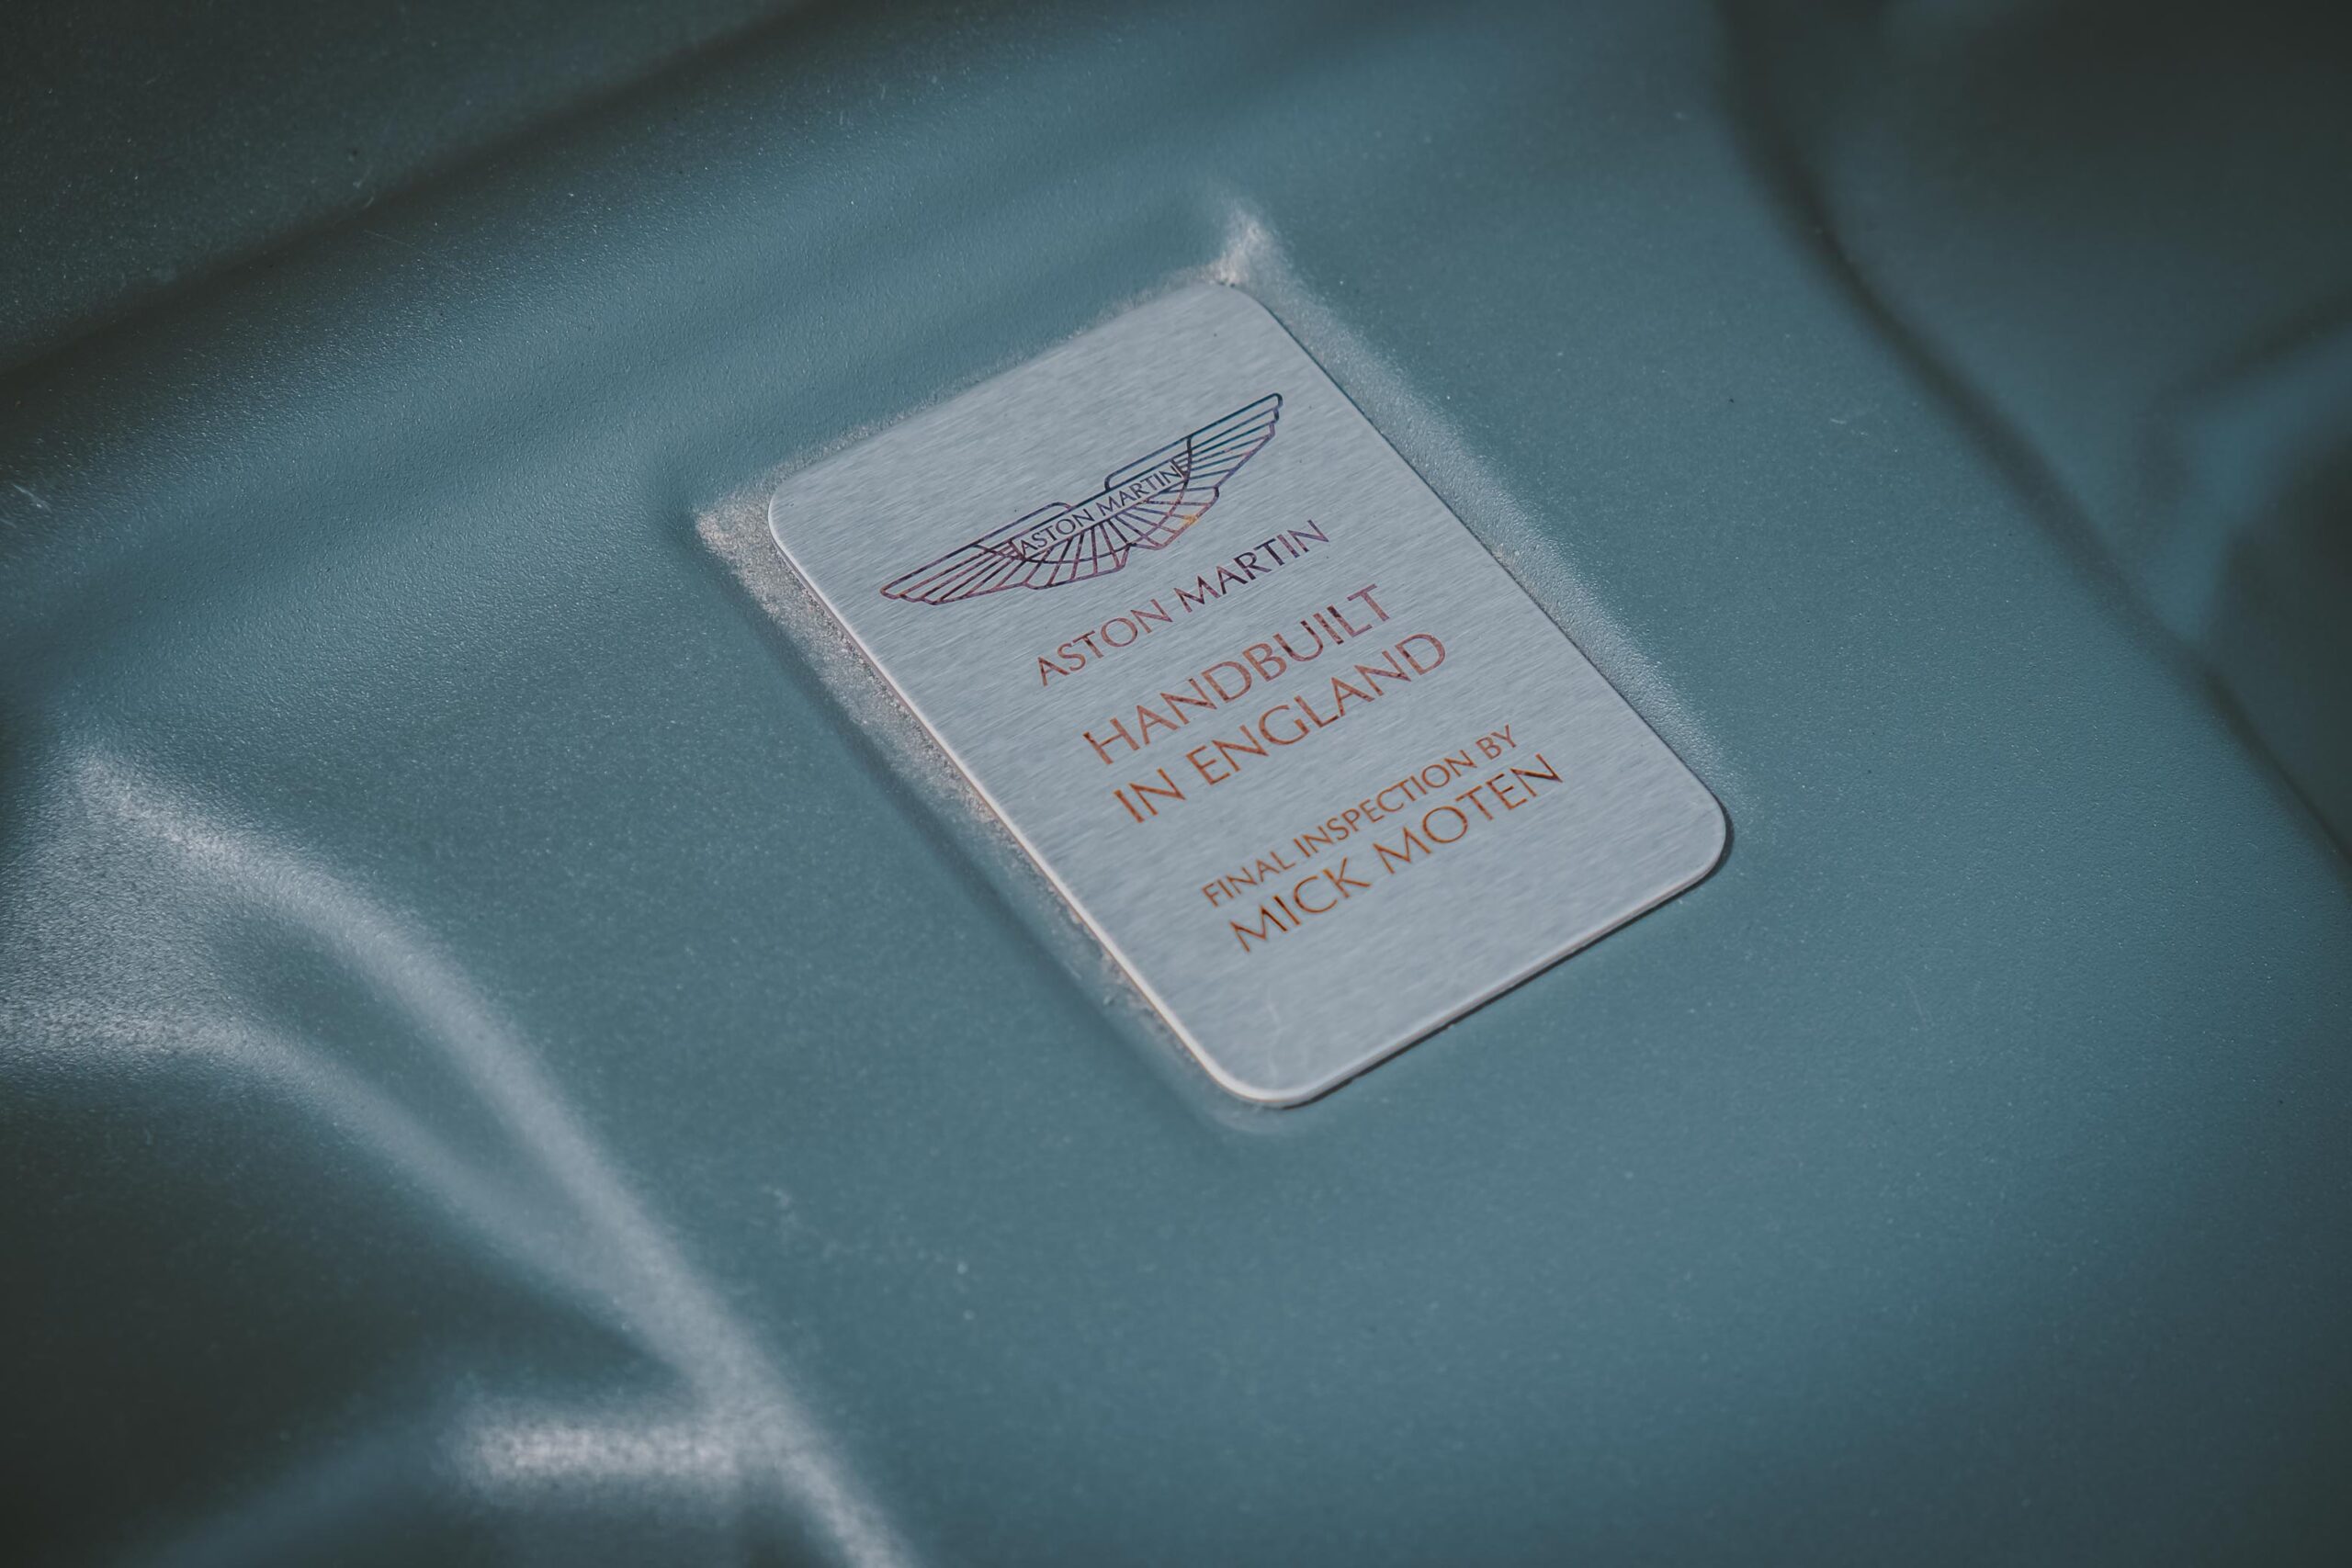 ASTON MARTIN
ASTON MARTIN
HANDBUILT
IN ENGLAND
FINAL INSPECTION BY
MICK MOTEN